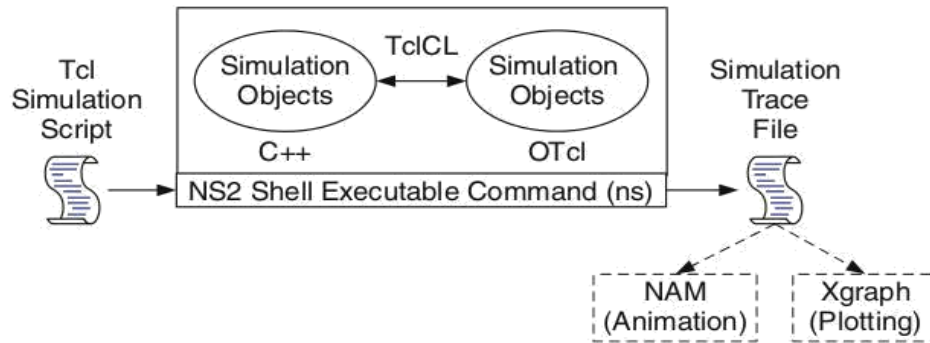 Tcl
Simulation
Script
TclCL
Simulation
Objects
Simulation
Objects
C++
OTcl
NS2 Shell Executable Command (ns)
Simulation
Trace
File
NAM
(Animation)
Xgraph
(Plotting)